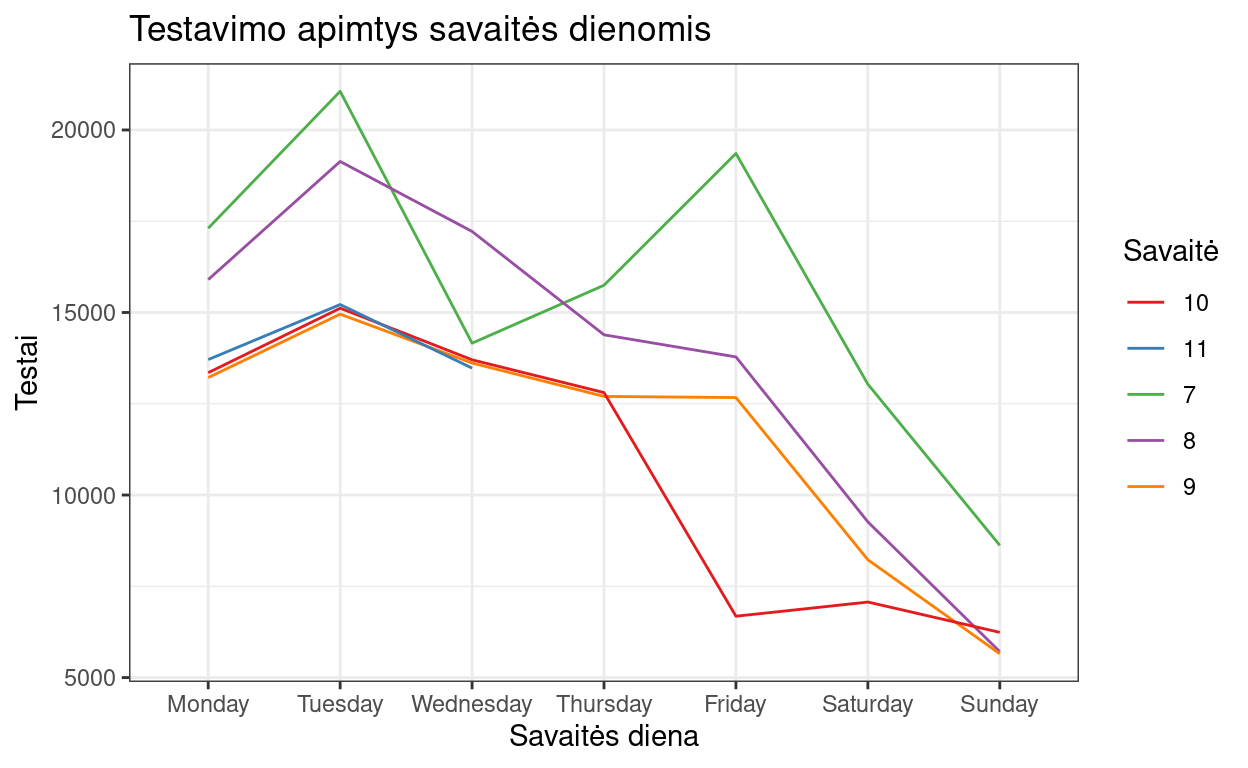 Testavimo apimtys savaitės dienomis
Testai
20000
15000
10000
5000
Monday Tuesday Wednesday Thursday Friday Saturday Sunday
Savaitės diena
Savaitė
10
11
7
8
9